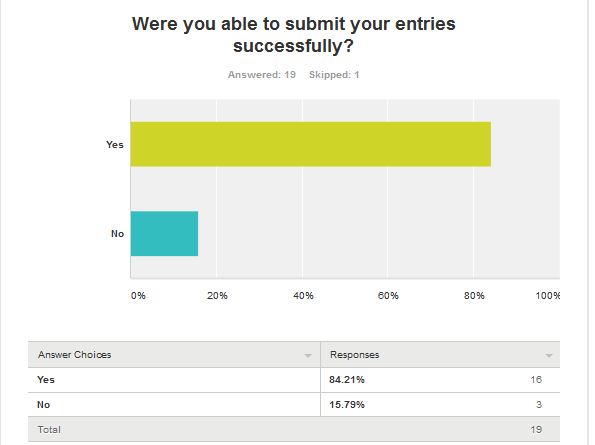 Were you able to submit your entries
successfully?
Answered: 19 Skipped: 1
Yes
No
0% 20% 40% 60% 80% 100%
Answer Choices Responses
Yes 84.21% 16
No 15.79% 3
Total 19